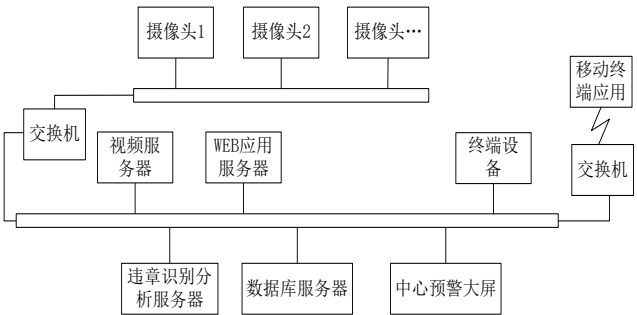 摄像头1
摄像头2
摄像头…
移动终
端应用
交换机
视频服
务器
WEB应用
服务器
终端设
备
交换机
违章识别分
析服务器
数据库服务器
中心预警大屏